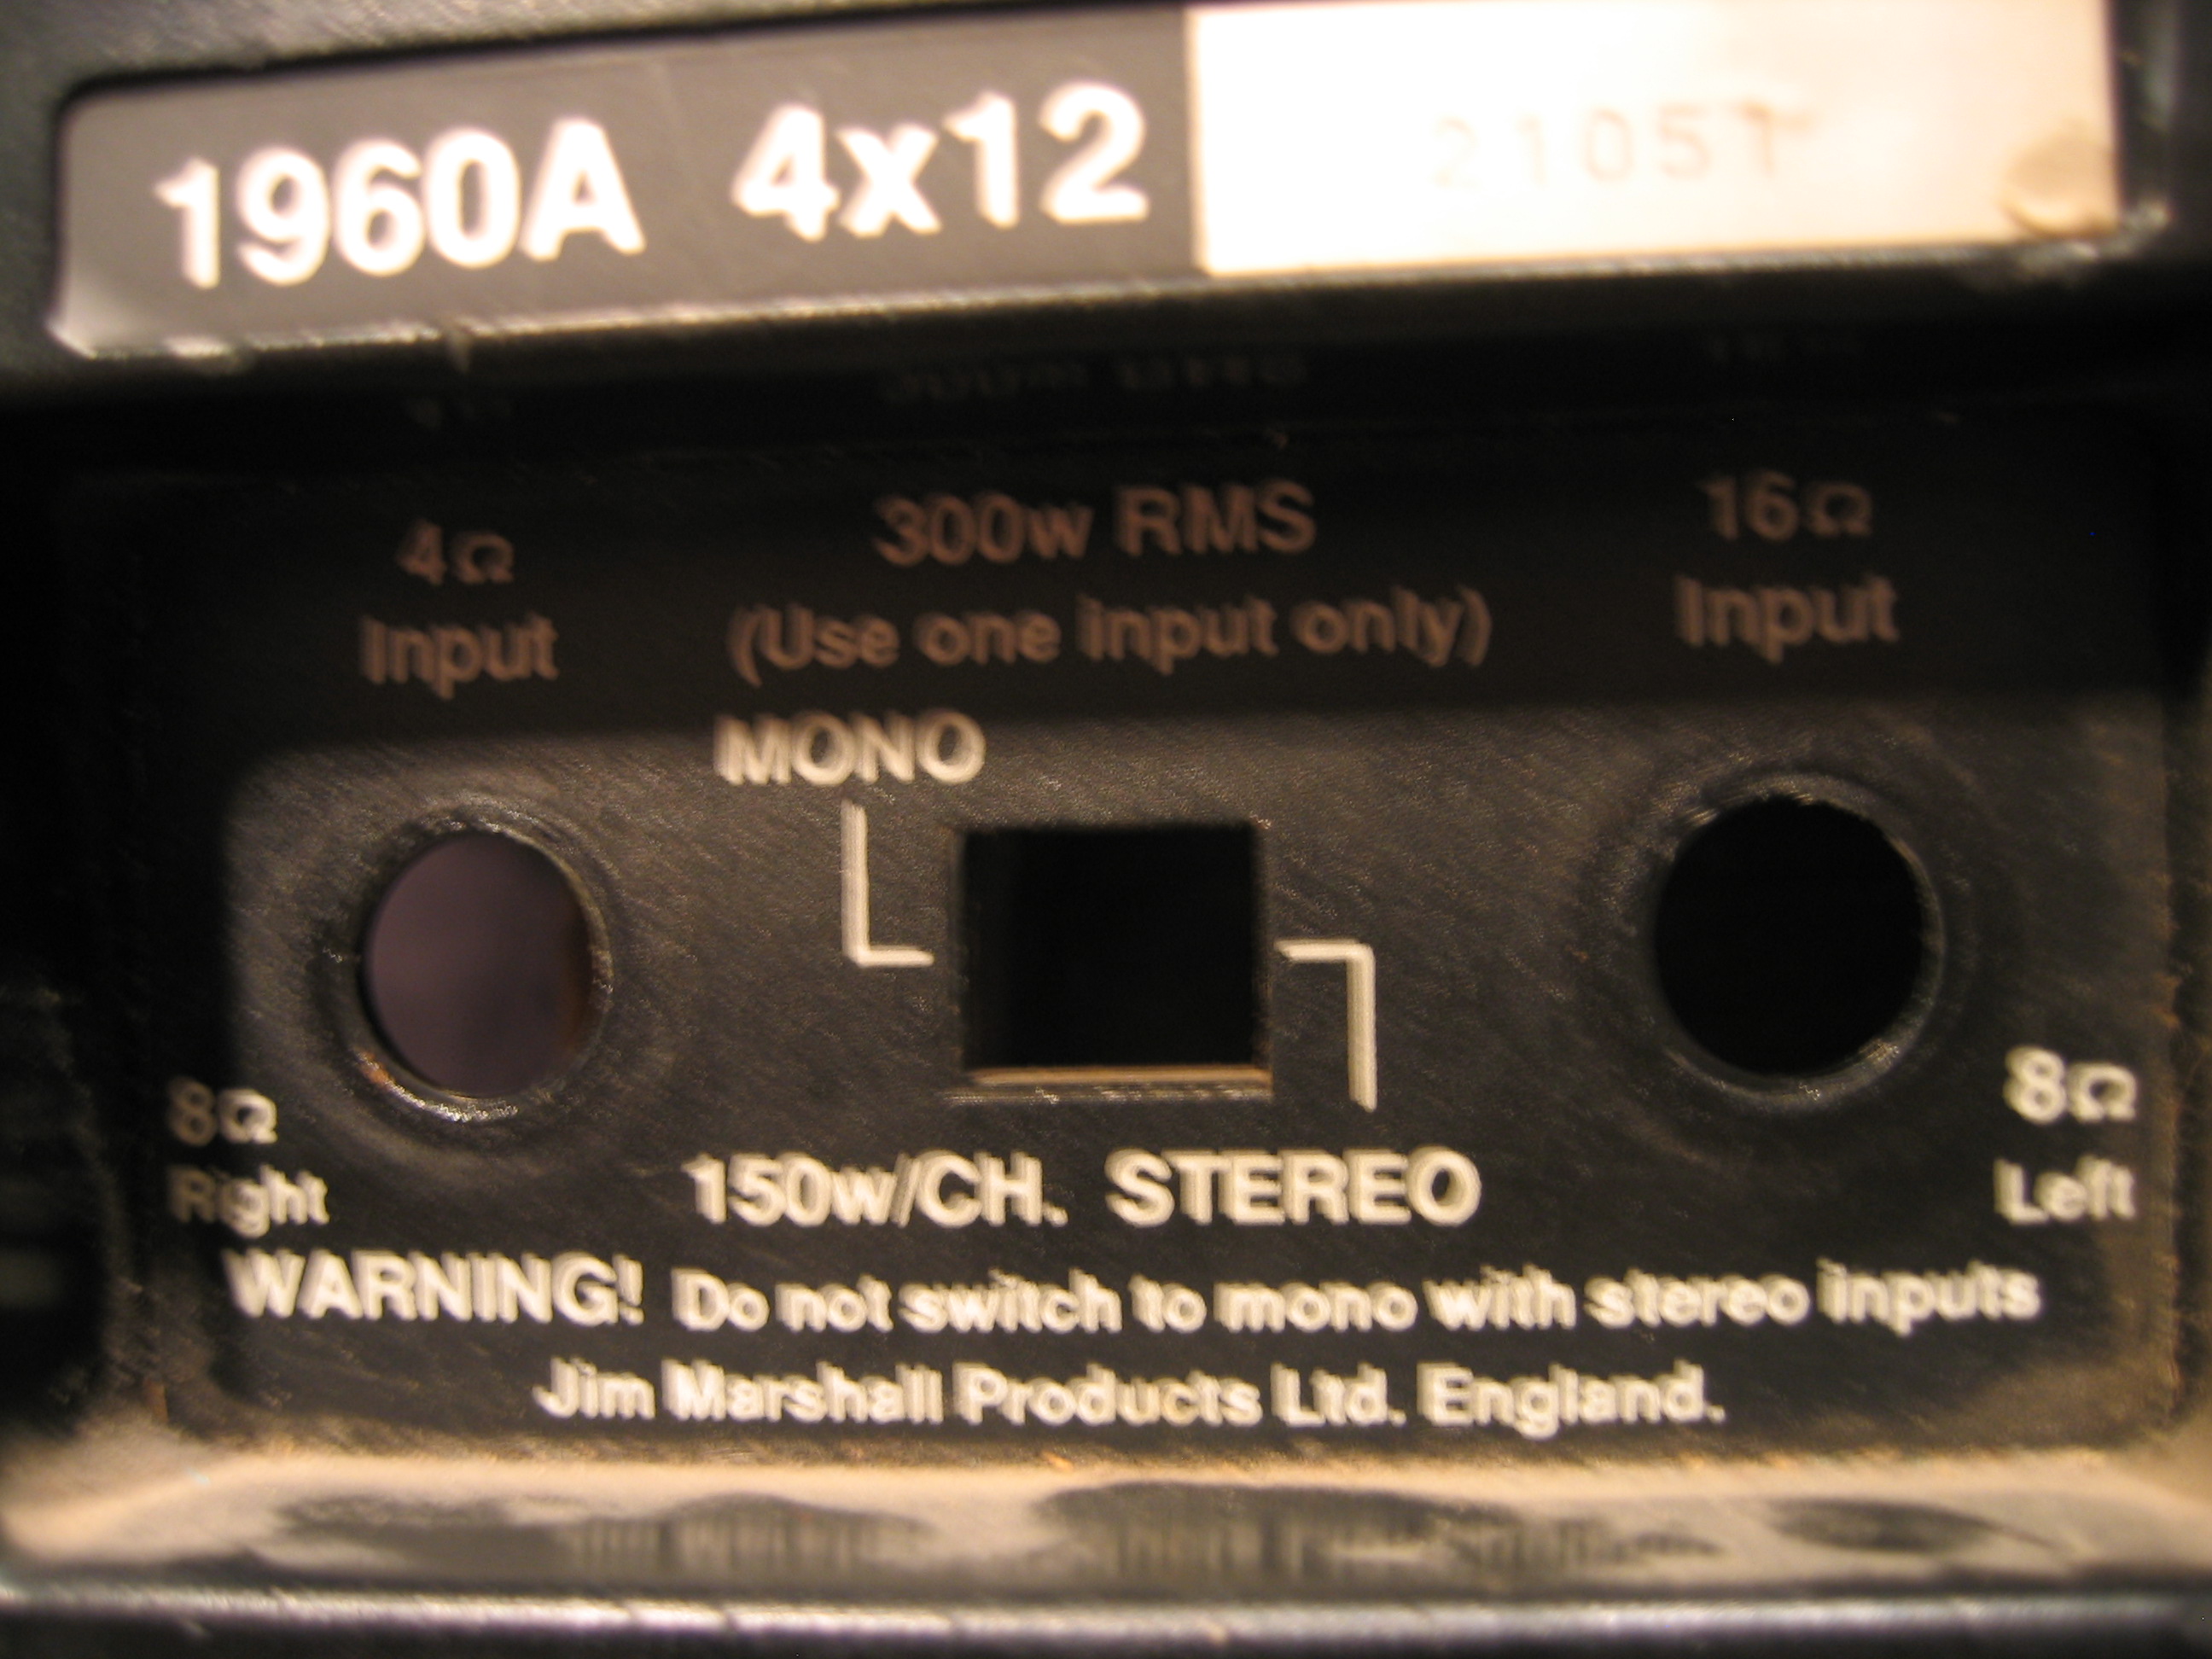 1960A 4x12
21051
4Ω 300w RMS 16Ω
Input (Use one input only) Input
MONO
8Ω 8Ω
Right 150w/CH. STEREO Left
WARNING! Do not switch to mono with stereo inputs
Jim Marshall Products Ltd. England.